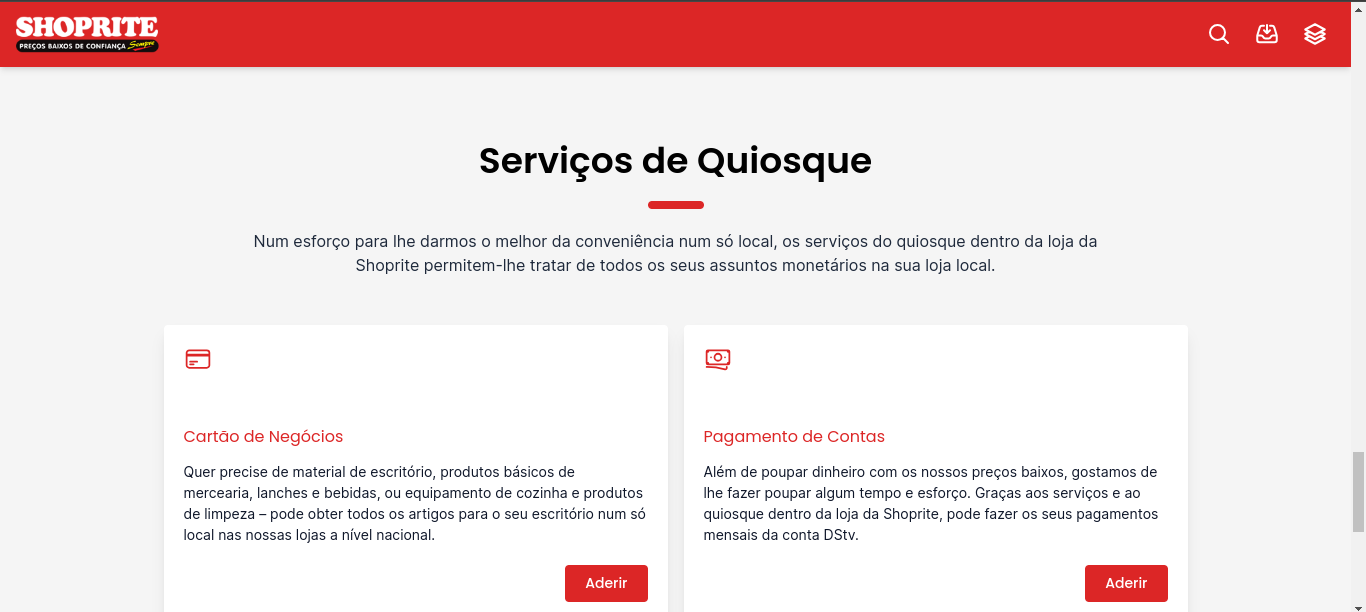 SHOPRITE
PREÇOS BAIXOS DE CONFIANÇA Sempre
Serviços de Quiosque
Num esforço para lhe darmos o melhor da conveniência num só local, os serviços do quiosque dentro da loja da
Shoprite permitem-lhe tratar de todos os seus assuntos monetários na sua loja local.
Cartão de Negócios
Quer precise de material de escritório, produtos básicos de
mercearia, lanches e bebidas, ou equipamento de cozinha e produtos
de limpeza – pode obter todos os artigos para o seu escritório num só
local nas nossas lojas a nível nacional.
Aderir
Pagamento de Contas
Além de poupar dinheiro com os nossos preços baixos, gostamos de
lhe fazer poupar algum tempo e esforço. Graças aos serviços e ao
quiosque dentro da loja da Shoprite, pode fazer os seus pagamentos
mensais da conta DStv.
Aderir